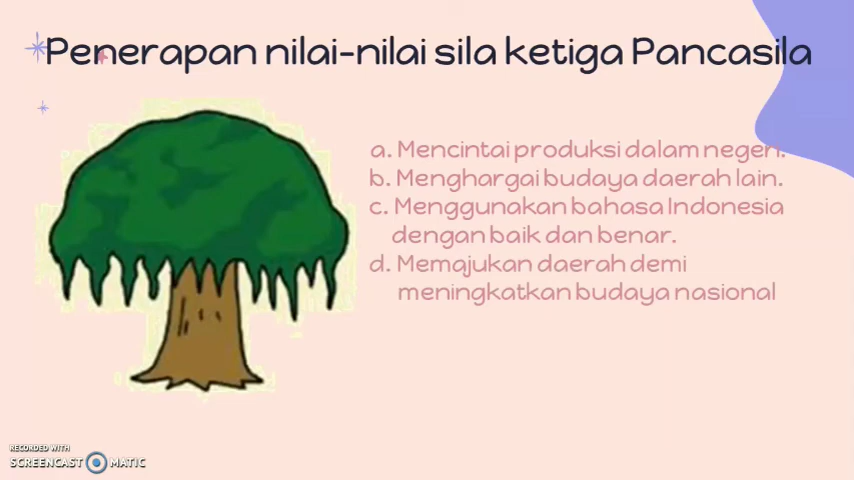 Penerapan nilai-nilai sila ketiga Pancasila
a. Mencintai produksi dalam negeri.
b. Menghargai budaya daerah lain.
c. Menggunakan bahasa Indonesia
dengan baik dan benar.
d. Memajukan daerah demi
meningkatkan budaya nasional
RECORDED WITH
SCREENCAST MATIC